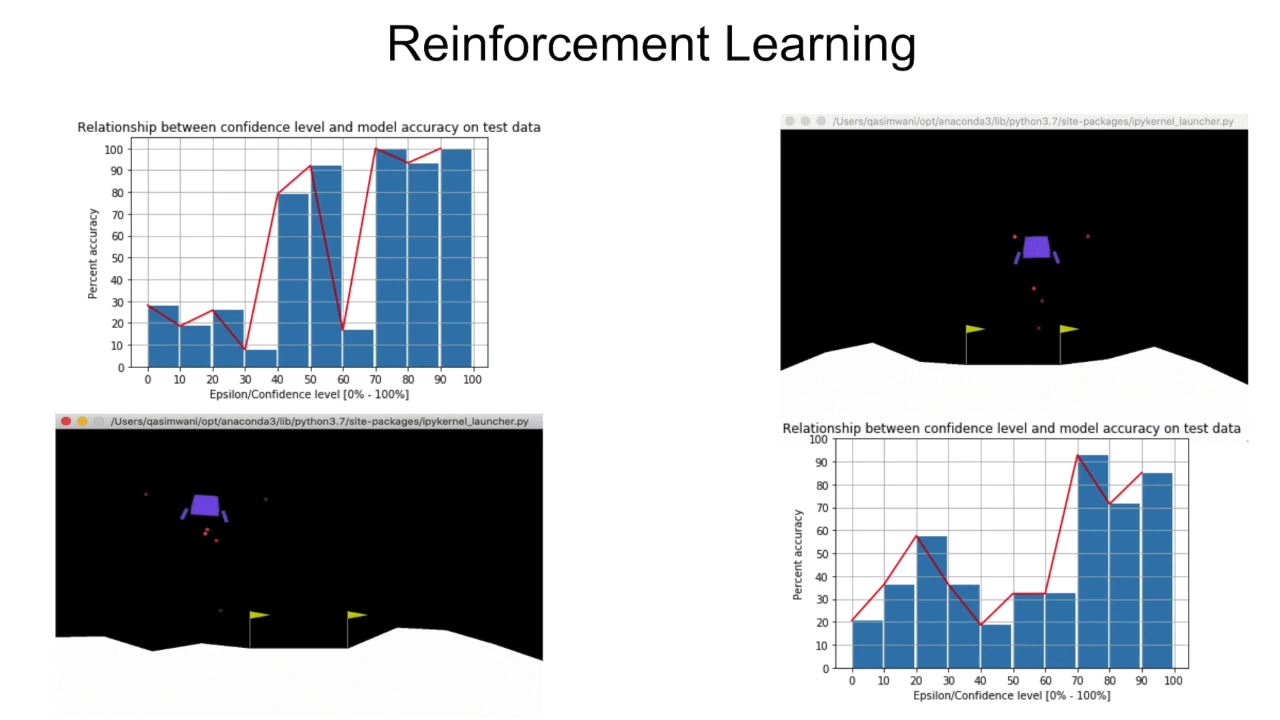 Reinforcement Learning
Relationship between confidence level and model accuracy on test data
Percent accuracy
100
90
80
70
60
50
40
30
20
10
0
0 10 20 30 40 50 60 70 80 90 100
Epsilon/Confidence level [0% - 100%]
/Users/qasimwani/opt/anaconda3/lib/python3.7/site-packages/ipykernel_launcher.py
/Users/qasimwani/opt/anaconda3/lib/python3.7/site-packages/ipykernel_launcher.py
Relationship between confidence level and model accuracy on test data
Percent accuracy
100
90
80
70
60
50
40
30
20
10
0
0 10 20 30 40 50 60 70 80 90 100
Epsilon/Confidence level [0% - 100%]